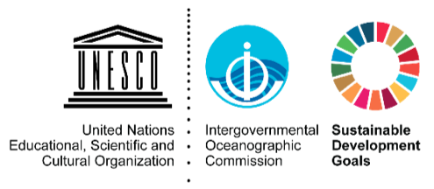 UNESCO
United Nations
Educational, Scientific and
Cultural Organization
Intergovernmental
Oceanographic
Commission
Sustainable
Development
Goals